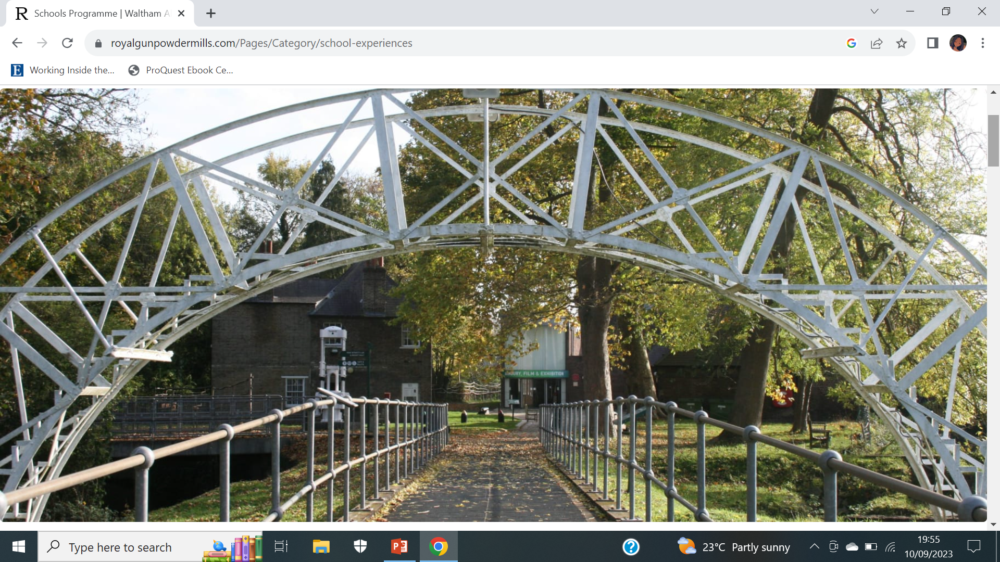 R Schools Programme | Waltham A
royalgunpowdermills.com/Pages/Category/school-experiences
E Working Inside the...
ProQuest Ebook Ce...
FILM & EXHIBITION
Type here to search
23°C Partly sunny
19:55
10/09/2023